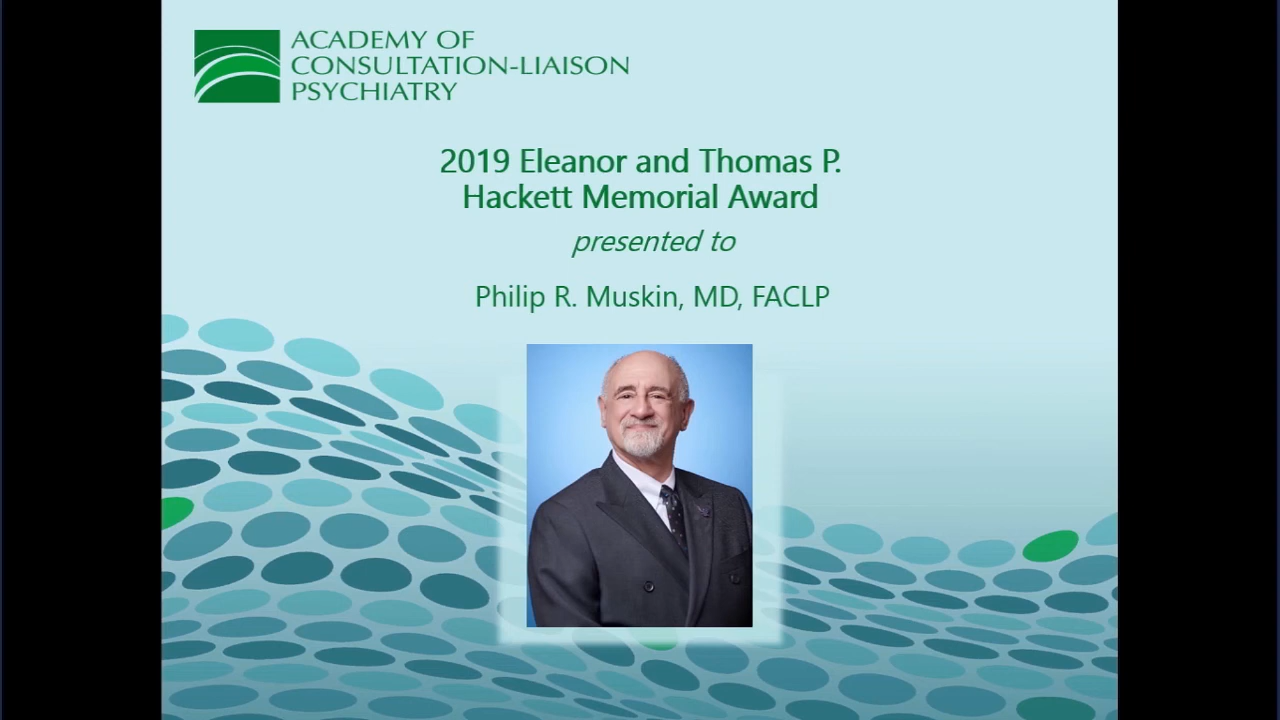 ACADEMY OF
CONSULTATION-LIAISON
PSYCHIATRY
2019 Eleanor and Thomas P.
Hackett Memorial Award
presented to
Philip R. Muskin, MD, FACLP